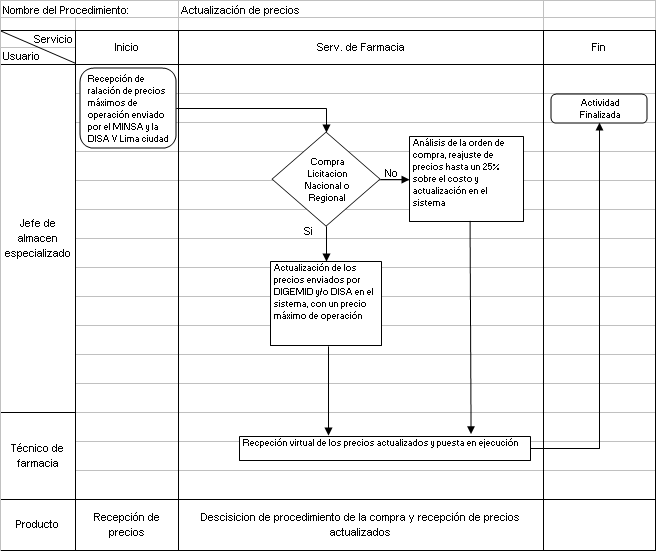 Nombre del Procedimiento: Actualización de precios
Servicio
Usuario
Inicio
Serv. de Farmacia
Fin
Recepción de
ralación de precios
máximos de
operación enviado
por el MINSA y la
DISA V Lima ciudad
Compra
Licitacion
Nacional o
Regional
No
Análisis de la orden de
compra, reajuste de
precios hasta un 25%
sobre el costo y
actualización en el
sistema
Actividad
Finalizada
Jefe de
almacen
especializado
Si
Actualización de los
precios enviados por
DIGEMID y/o DISA en el
sistema, con un precio
máximo de operación
Técnico de
farmacia
Recpeción virtual de los precios actualizados y puesta en ejecución
Producto
Recepción de
precios
Descisicion de procedimiento de la compra y recepción de precios
actualizados